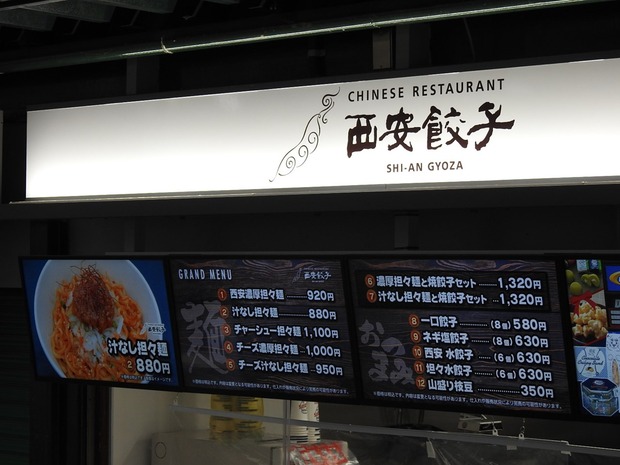 CHINESE RESTAURANT
西安餃子
SHI-AN GYOZA
汁なし担々麺
2 880円
GRAND MENU
西安餃子
麺
1 西安濃厚担々麺 ……… 920円
2 汁なし担々麺 ……… 880円
3 チャーシュー担々麺 1,100円
4 チーズ濃厚担々麺 …1,000円
5 チーズ汁なし担々麺 …950円
6 濃厚担々麺と焼餃子セット ……… 1,320円
7 汁なし担々麺と焼餃子セット …1,320円
おつまみ
8 一口餃子 ………(8個) 580円
9 ネギ塩餃子 ………(6個) 630円
10 西安 水餃子 ………(6個) 630円
11 担々水餃子 ………(6個) 630円
12 山盛り枝豆 ……… 350円